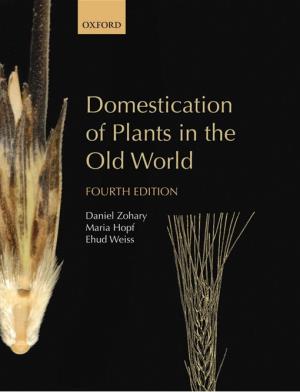 OXFORD
Domestication
of Plants in the
Old World
FOURTH EDITION
Daniel Zohary
Maria Hopf
Ehud Weiss